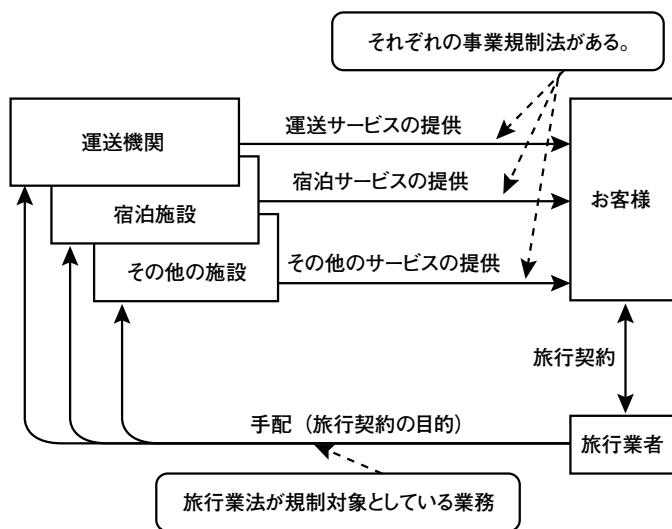 それぞれの事業規制法がある。
運送機関
運送サービスの提供
宿泊施設
宿泊サービスの提供
お客様
その他の施設
その他のサービスの提供
旅行契約
手配（旅行契約の目的）
旅行業者
旅行業法が規制対象としている業務